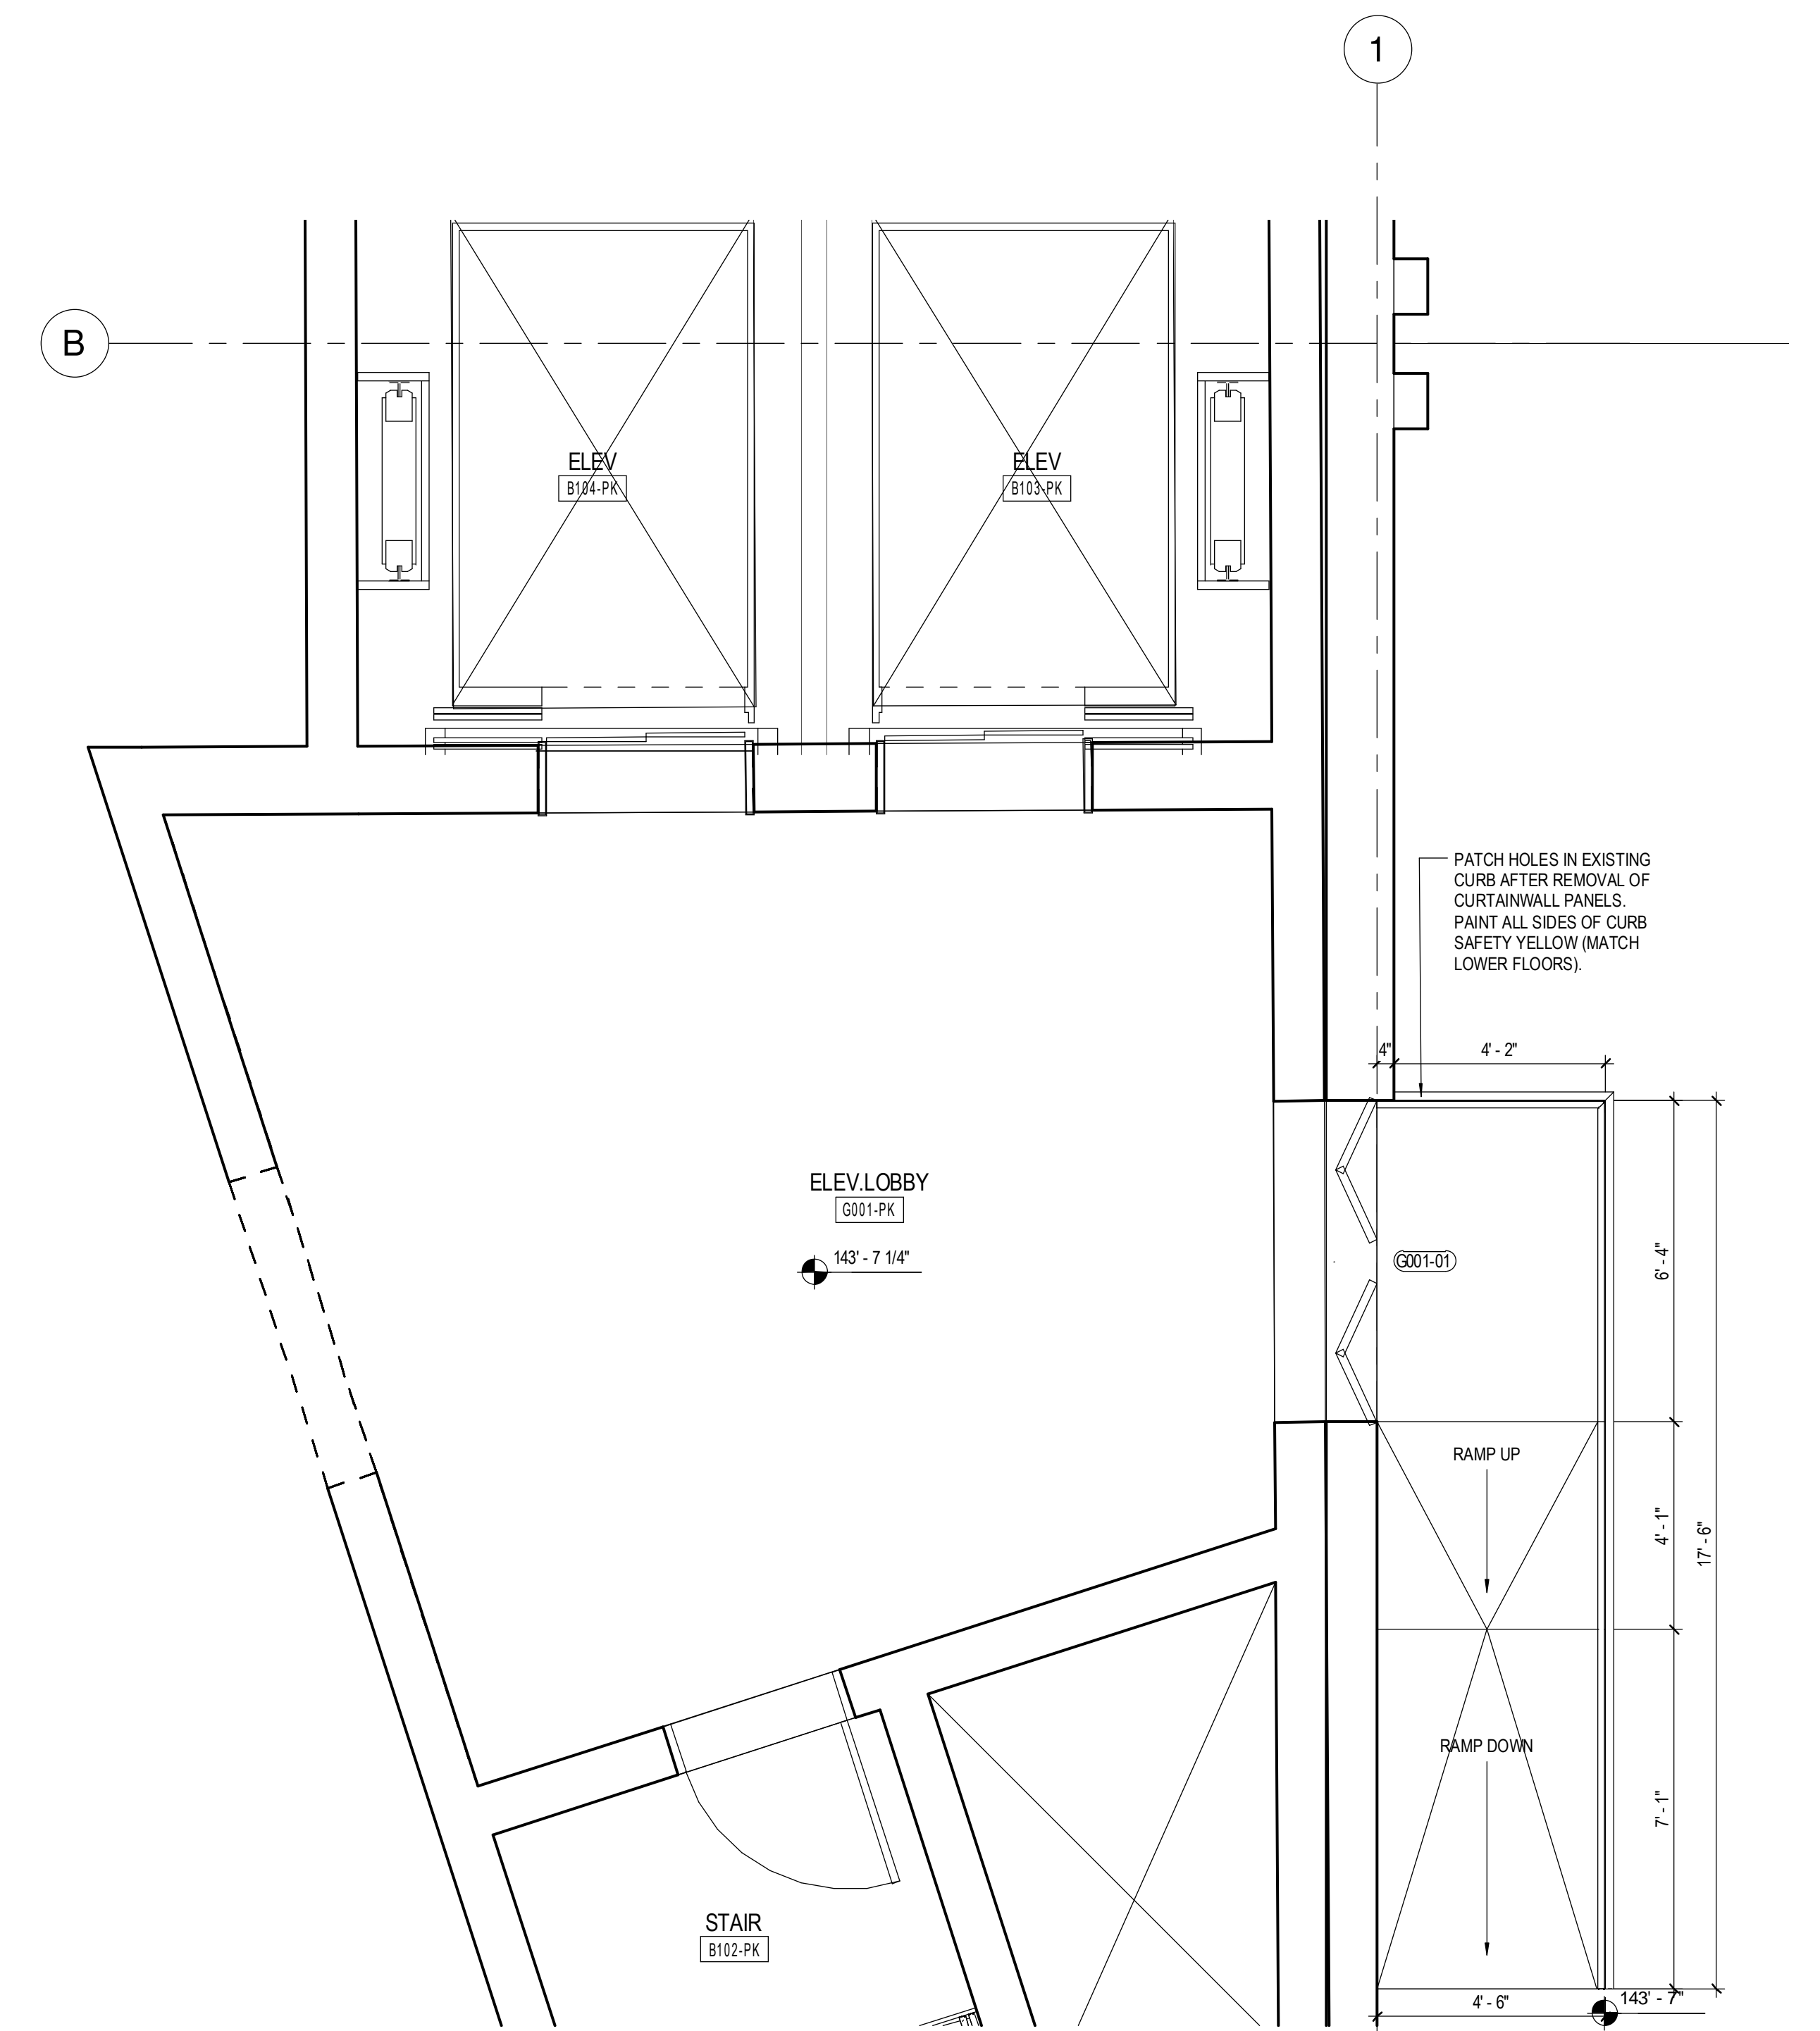 1
B
ELEV
B104-PK
ELEV
B103-PK
PATCH HOLES IN EXISTING
CURB AFTER REMOVAL OF
CURTAINWALL PANELS.
PAINT ALL SIDES OF CURB
SAFETY YELLOW (MATCH
LOWER FLOORS).
4"
4' - 2"
ELEV.LOBBY
G001-PK
143' - 7 1/4"
G001-01
6' - 4"
RAMP UP
4' - 1"
17' - 6"
RAMP DOWN
7' - 1"
STAIR
B102-PK
4' - 6"
143' - 7"